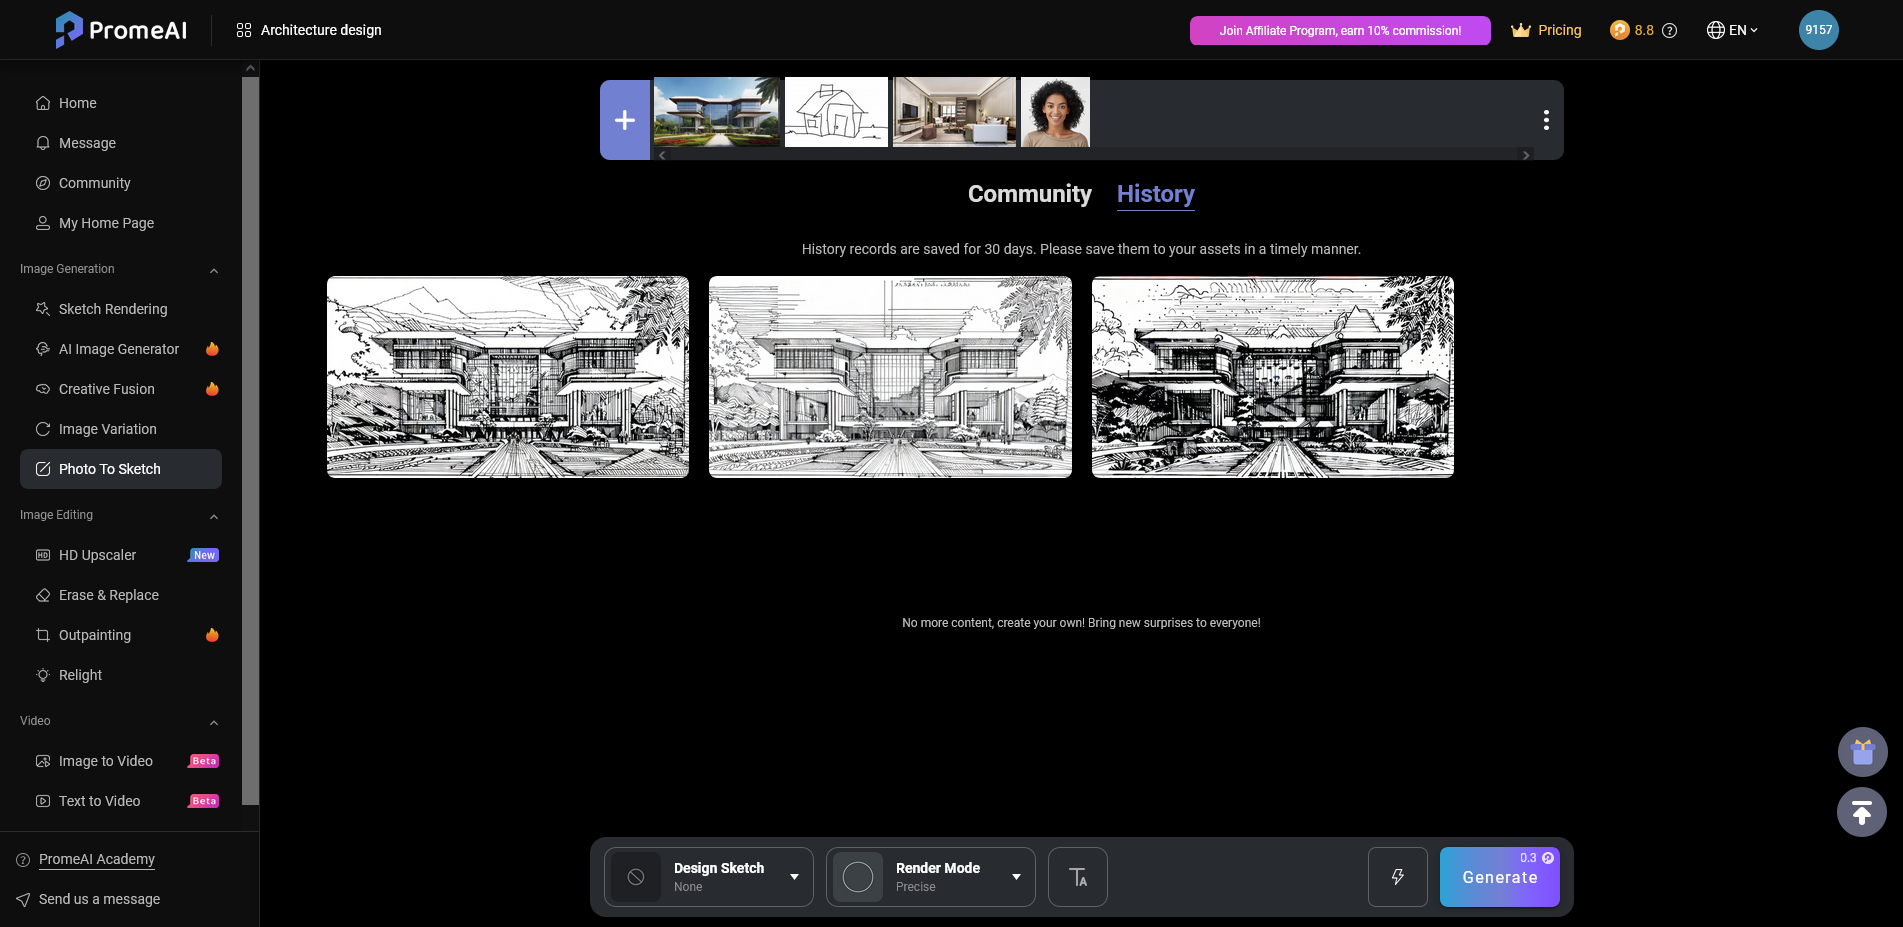 PromeAI
Architecture design
Join Affiliate Program, earn 10% commission!
Pricing
8.8
EN
9157
Home
Message
Community
My Home Page
Image Generation
Sketch Rendering
AI Image Generator
Creative Fusion
Image Variation
Photo To Sketch
Image Editing
HD Upscaler
New
Erase & Replace
Outpainting
Relight
Video
Image to Video
Beta
Text to Video
Beta
PromeAI Academy
Send us a message
Community
History
History records are saved for 30 days. Please save them to your assets in a timely manner.
No more content, create your own! Bring new surprises to everyone!
Design Sketch
None
Render Mode
Precise
0.3
Generate